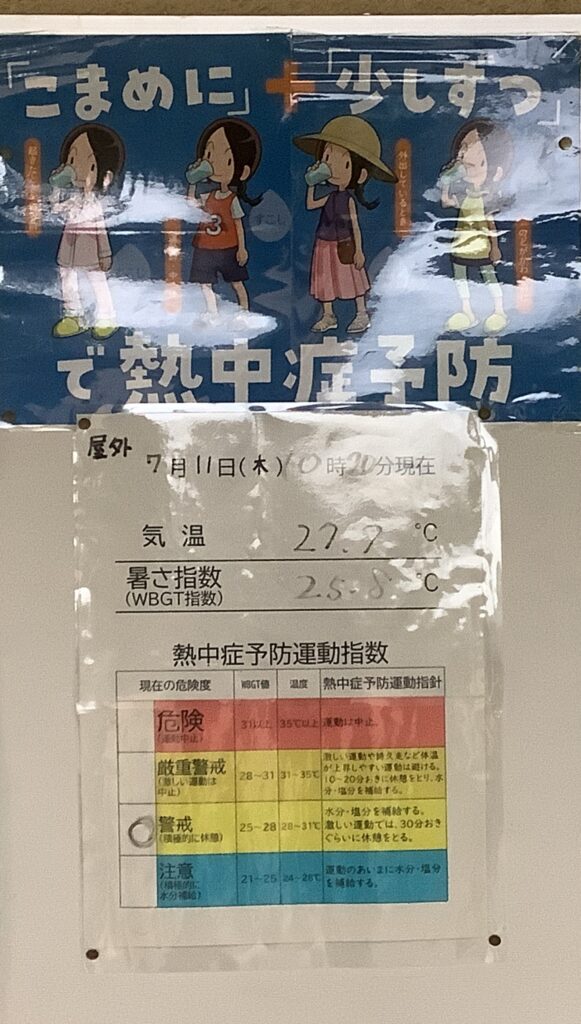 「こまめに」+「少しずつ」
すこし
外出しているとき
で熱中症予防
屋外
7月11日(木)10時20分現在
気温 27.7 ℃
暑さ指数 25.8 ℃
(WBGT指数)
熱中症予防運動指数
現在の危険度 WBGT値 温度 熱中症予防運動指針
危険 31以上 35℃以上 運動は中止。
(運動中止)
厳重警戒 28～31 31～35℃
(激しい運動は
中止)
激しい運動や持久走など体温
が上昇しやすい運動は避ける。
10～20分おきに休憩をとり、水
分・塩分を補給する。
○ 警戒 25～28 28～31℃
(積極的に休憩)
水分・塩分を補給する。
激しい運動では、30分おき
ぐらいに休憩をとる。
注意 21～25 24～28℃
(積極的に
水分補給)
運動のあいまに水分・塩分
を補給する。